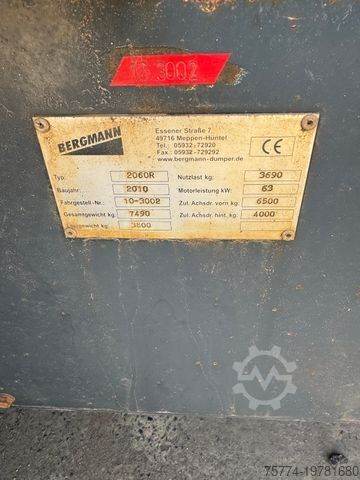 10 3002
BERGMANN
Essener Straße 7
49716 Meppen-Hüntel
Tel.: 05932-72920
Fax.: 05932-729292
www.bergmann-dumper.de
CE
Typ: 2060R Nutzlast kg: 3690
Baujahr: 2010 Motorleistung kW: 63
Fahrgestell-Nr.: 10-3002 Zul. Achsdr. vorn kg: 6500
Gesamtgewicht kg: 7490 Zul. Achsdr. hint. kg: 4000
Leergewicht kg: 3800
75774-19781680